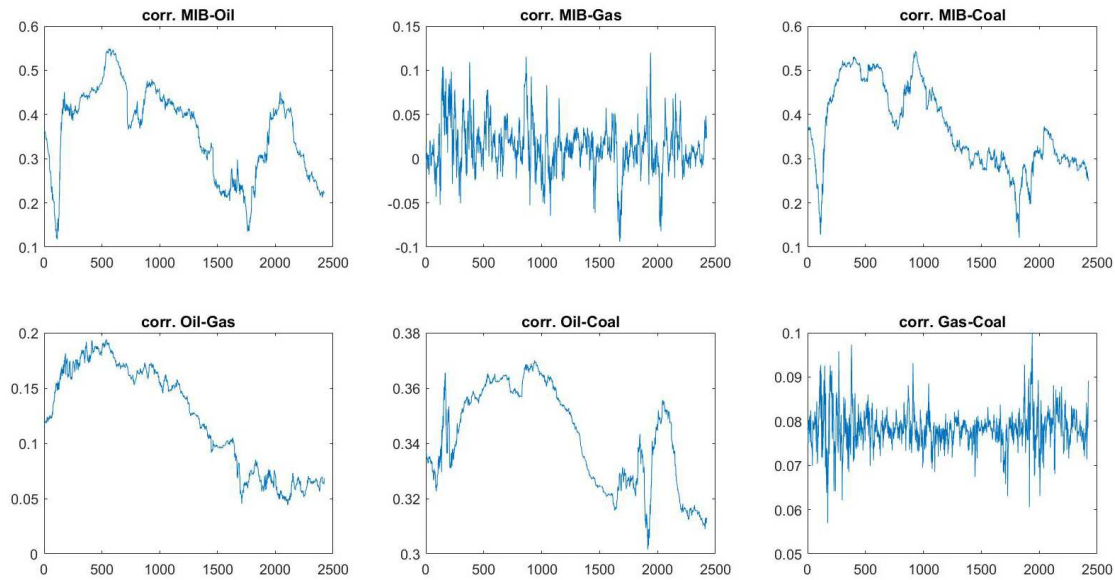 corr. MIB-Oil
0.6
0.5
0.4
0.3
0.2
0.1
0 500 1000 1500 2000 2500
corr. MIB-Gas
0.15
0.1
0.05
0
-0.05
-0.1
0 500 1000 1500 2000 2500
corr. MIB-Coal
0.6
0.5
0.4
0.3
0.2
0.1
0 500 1000 1500 2000 2500
corr. Oil-Gas
0.2
0.15
0.1
0.05
0
0 500 1000 1500 2000 2500
corr. Oil-Coal
0.38
0.36
0.34
0.32
0.3
0 500 1000 1500 2000 2500
corr. Gas-Coal
0.1
0.09
0.08
0.07
0.06
0.05
0 500 1000 1500 2000 2500